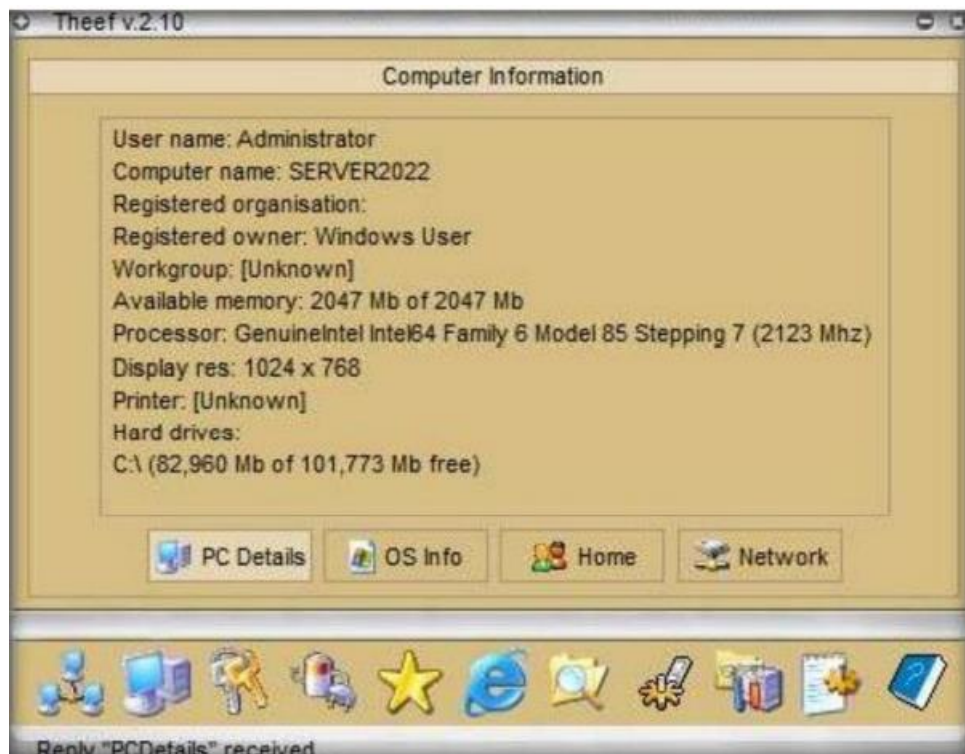 Theef v.2.10
Computer Information
User name: Administrator
Computer name: SERVER2022
Registered organisation:
Registered owner: Windows User
Workgroup: [Unknown]
Available memory: 2047 Mb of 2047 Mb
Processor: GenuineIntel Intel64 Family 6 Model 85 Stepping 7 (2123 Mhz)
Display res: 1024 x 768
Printer: [Unknown]
Hard drives:
C:\ (82,960 Mb of 101,773 Mb free)
PC Details OS Info Home Network
Reply "PCDetails" received